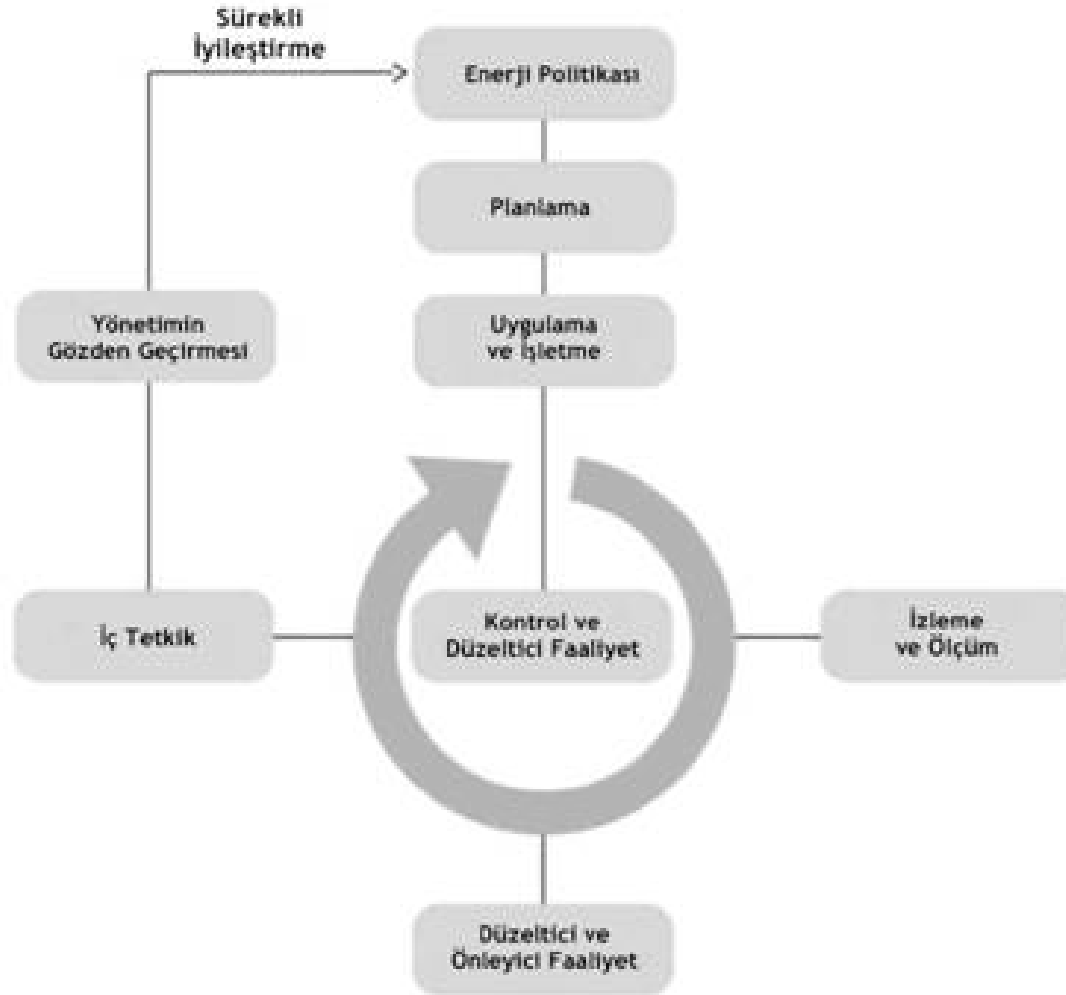 Sürekli
İyileştirme
Enerji Politikası
Planlama
Yönetimin
Gözden Geçirmesi
Uygulama
ve İşletme
İç Tetkik
Kontrol ve
Düzeltici Faaliyet
İzleme
ve Ölçüm
Düzeltici ve
Önleyici Faaliyet